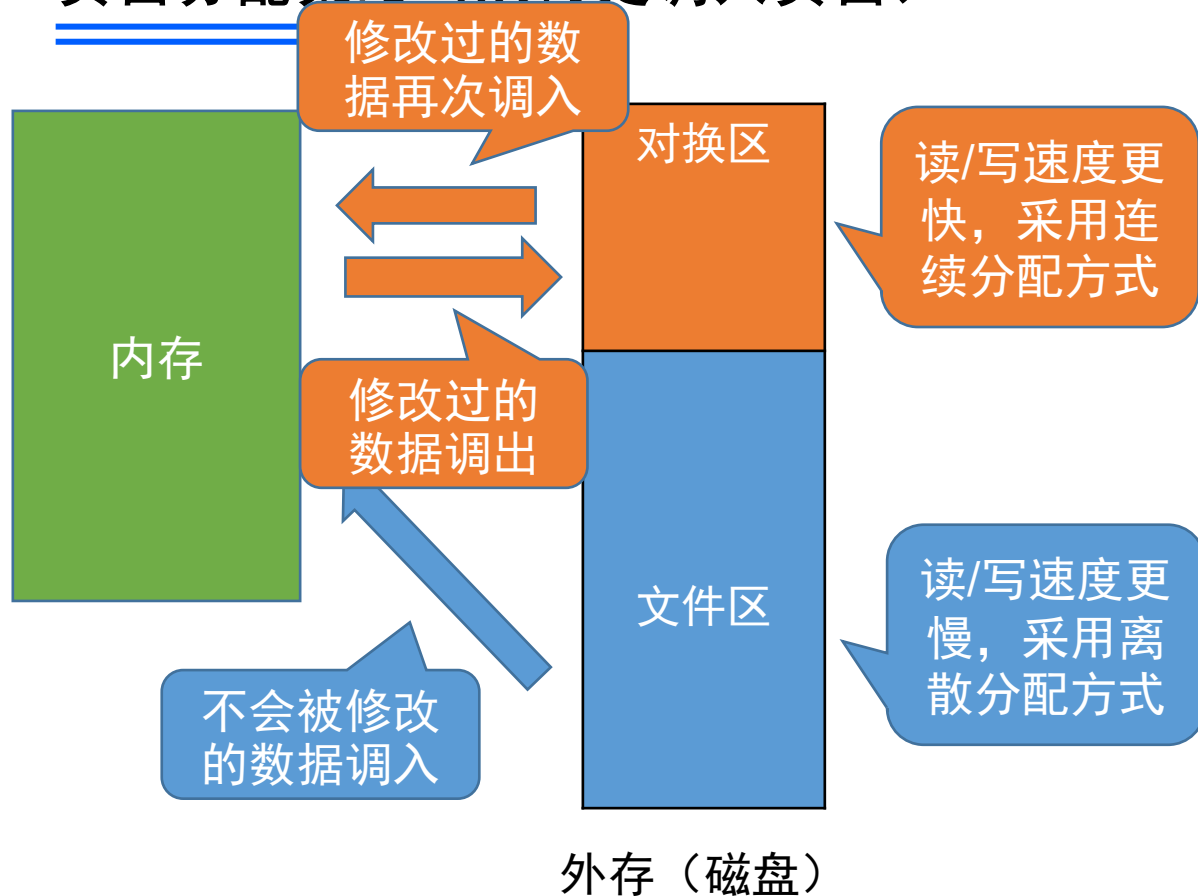 修改过的数
据再次调入
对换区
读/写速度更
快，采用连
续分配方式
内存
修改过的
数据调出
文件区
读/写速度更
慢，采用离
散分配方式
不会被修改
的数据调入
外存（磁盘）